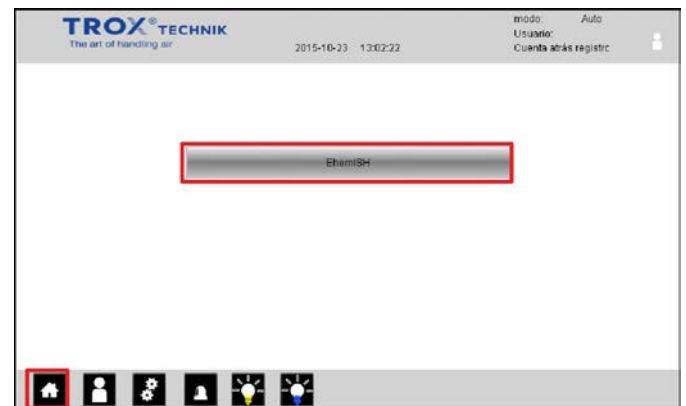 TROX® TECHNIK
The art of handling air
2015-10-23 13:02:22
modo: Auto
Usuario:
Cuenta atrás registrc
EhemISH